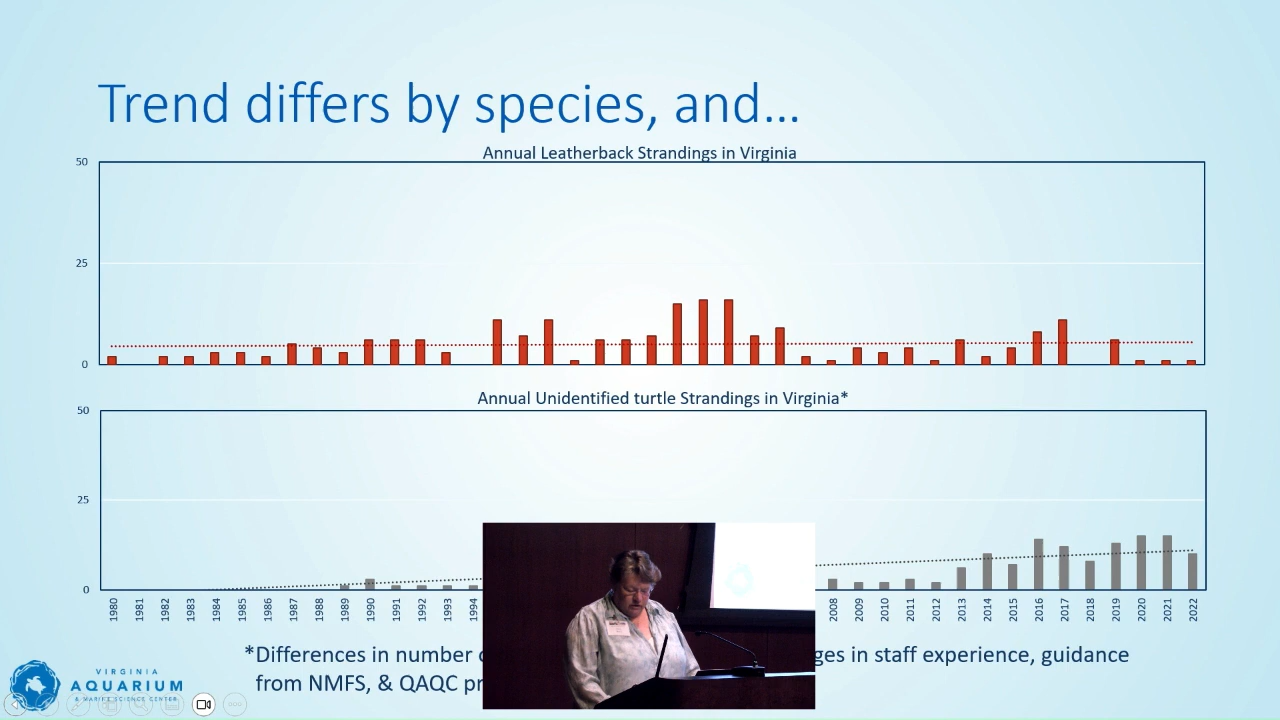 Trend differs by species, and...
Annual Leatherback Strandings in Virginia
50
25
0
Annual Unidentified turtle Strandings in Virginia*
50
25
0
1980 1981 1982 1983 1984 1985 1986 1987 1988 1989 1990 1991 1992 1993 1994 2008 2009 2010 2011 2012 2013 2014 2015 2016 2017 2018 2019 2020 2021 2022
*Differences in number in staff experience, guidance
from NMFS, & QAQC
VIRGINIA
AQUARIUM
& MARINE SCIENCE CENTER